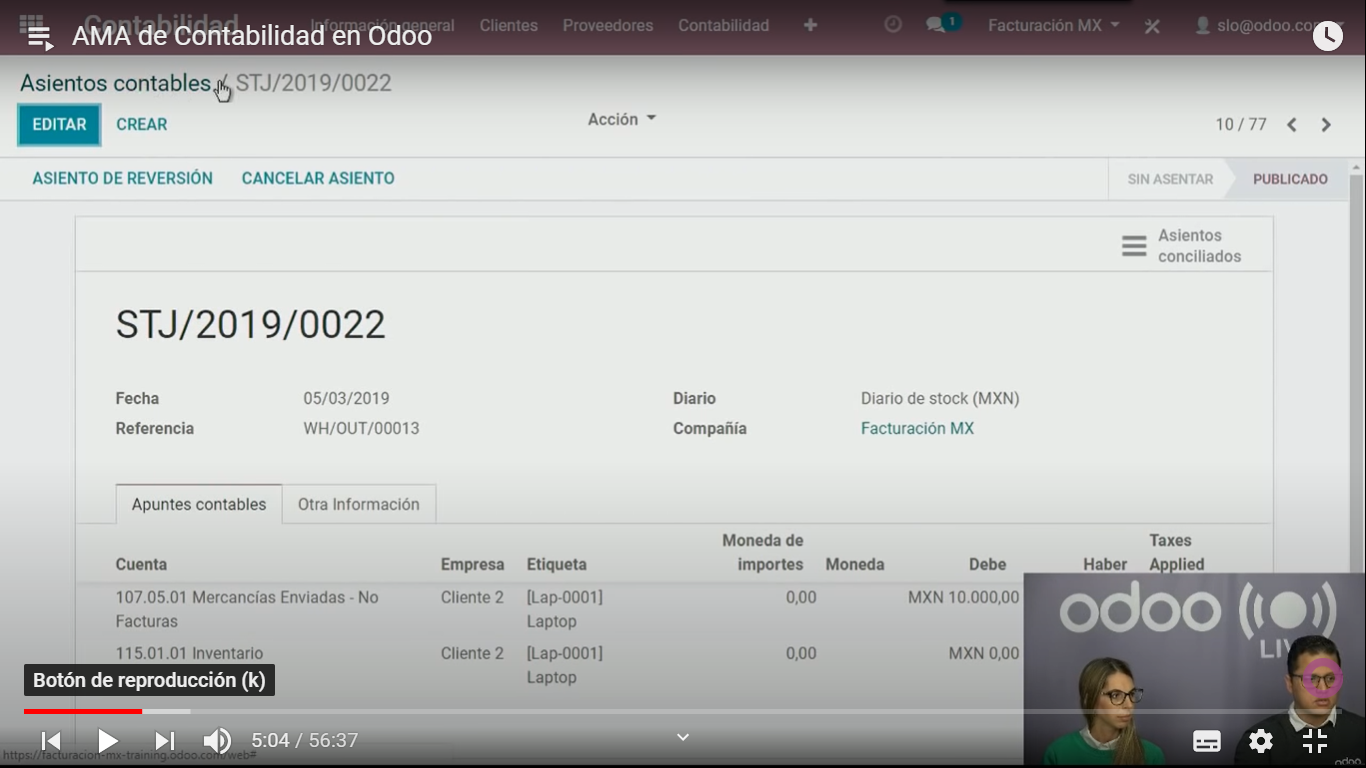 Contabilidad
Información general
Clientes
Proveedores
Contabilidad
+
1
Facturación MX
slo@odoo.co
AMA de Contabilidad en Odoo
Asientos contables / STJ/2019/0022
EDITAR
CREAR
Acción
10 / 77
ASIENTO DE REVERSIÓN
CANCELAR ASIENTO
SIN ASENTAR
PUBLICADO
Asientos
conciliados
STJ/2019/0022
Fecha
05/03/2019
Diario
Diario de stock (MXN)
Referencia
WH/OUT/00013
Compañía
Facturación MX
Apuntes contables
Otra Información
Cuenta
Empresa
Etiqueta
Moneda de
importes
Moneda
Debe
Haber
Taxes
Applied
107.05.01 Mercancías Enviadas - No
Facturas
Cliente 2
[Lap-0001]
Laptop
0,00
MXN 10.000,00
115.01.01 Inventario
Cliente 2
[Lap-0001]
Laptop
0,00
MXN 0,00
odoo
Botón de reproducción (k)
5:04 / 56:37
https://facturacion-mx-training.odoo.com/web#
odoo